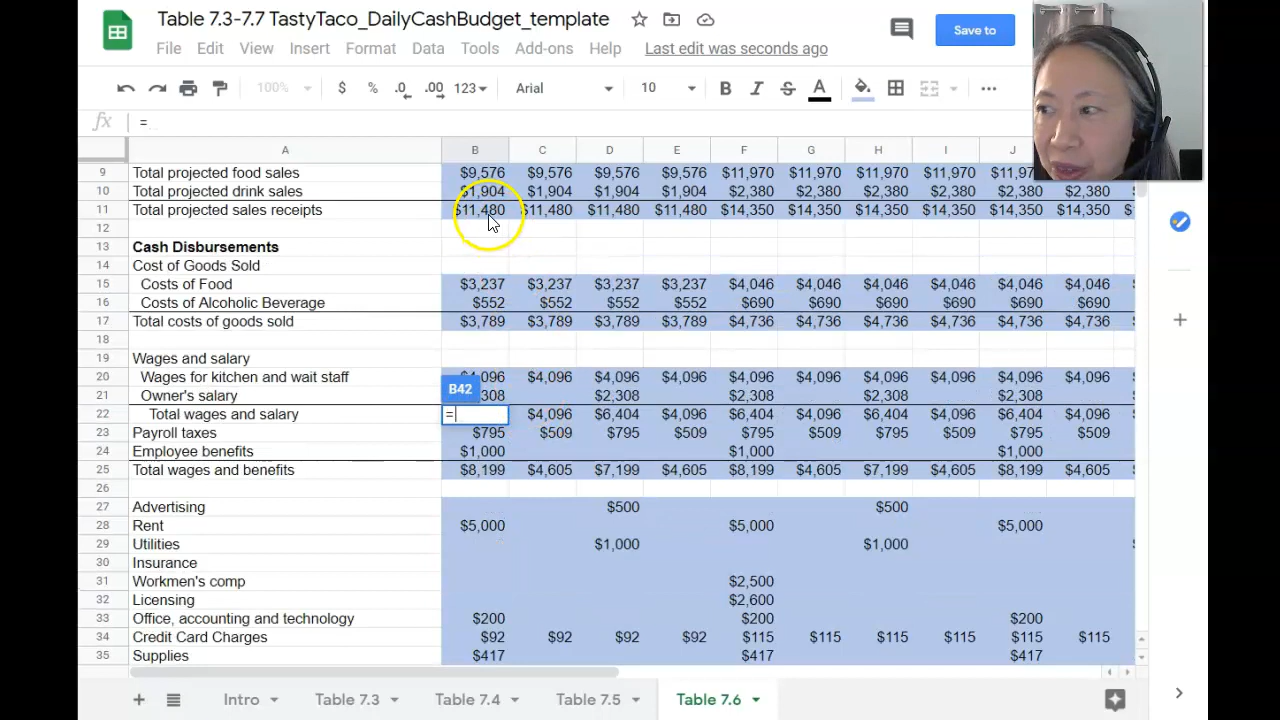 Table 7.3-7.7 TastyTaco_DailyCashBudget_template
Save to
File Edit View Insert Format Data Tools Add-ons Help Last edit was seconds ago
100% $ % .0 .00 123 Arial 10 B I S A
fx =
A B C D E F G H I J
9 Total projected food sales $9,576 $9,576 $9,576 $9,576 $11,970 $11,970 $11,970 $11,970 $11,97
10 Total projected drink sales $1,904 $1,904 $1,904 $1,904 $2,380 $2,380 $2,380 $2,380 $2,380 $2,380
11 Total projected sales receipts $11,480 $11,480 $11,480 $11,480 $14,350 $14,350 $14,350 $14,350 $14,350 $14,350 $
12
13 Cash Disbursements
14 Cost of Goods Sold
15 Costs of Food $3,237 $3,237 $3,237 $3,237 $4,046 $4,046 $4,046 $4,046 $4,046 $4,046
16 Costs of Alcoholic Beverage $552 $552 $552 $552 $690 $690 $690 $690 $690 $690
17 Total costs of goods sold $3,789 $3,789 $3,789 $3,789 $4,736 $4,736 $4,736 $4,736 $4,736 $4,736
18
19 Wages and salary
20 Wages for kitchen and wait staff $4,096 $4,096 $4,096 $4,096 $4,096 $4,096 $4,096 $4,096 $4,096 $4,096
B42
21 Owner's salary ,308 $2,308 $2,308 $2,308 $2,308
22 Total wages and salary = $4,096 $6,404 $4,096 $6,404 $4,096 $6,404 $4,096 $6,404 $4,096
23 Payroll taxes $795 $509 $795 $509 $795 $509 $795 $509 $795 $509
24 Employee benefits $1,000 $1,000 $1,000
25 Total wages and benefits $8,199 $4,605 $7,199 $4,605 $8,199 $4,605 $7,199 $4,605 $8,199 $4,605
26
27 Advertising $500 $500
28 Rent $5,000 $5,000 $5,000
29 Utilities $1,000 $1,000 $
30 Insurance
31 Workmen's comp $2,500
32 Licensing $2,600
33 Office, accounting and technology $200 $200 $200
34 Credit Card Charges $92 $92 $92 $92 $115 $115 $115 $115 $115 $115
35 Supplies $417 $417 $417
Intro Table 7.3 Table 7.4 Table 7.5 Table 7.6